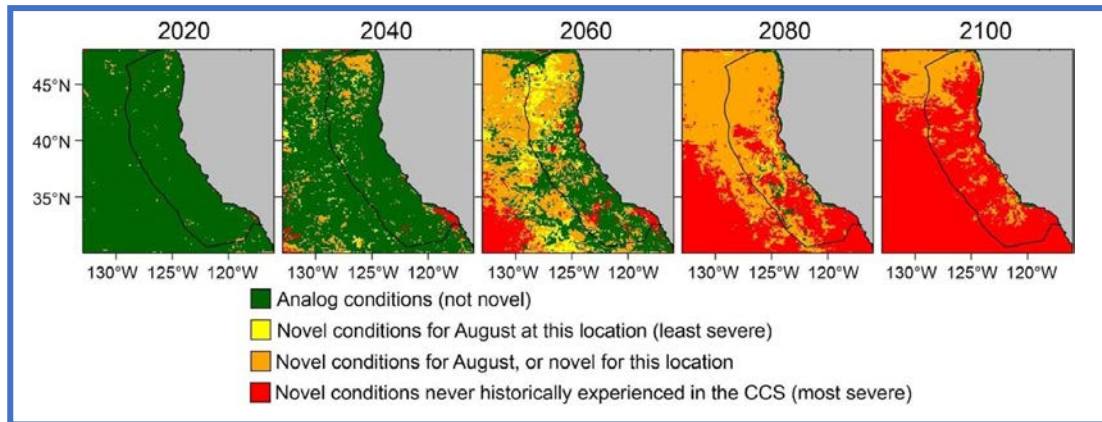 2020 2040 2060 2080 2100
45°N
40°N
35°N
130°W 125°W 120°W 130°W 125°W 120°W 130°W 125°W 120°W 130°W 125°W 120°W 130°W 125°W 120°W
Analog conditions (not novel)
Novel conditions for August at this location (least severe)
Novel conditions for August, or novel for this location
Novel conditions never historically experienced in the CCS (most severe)